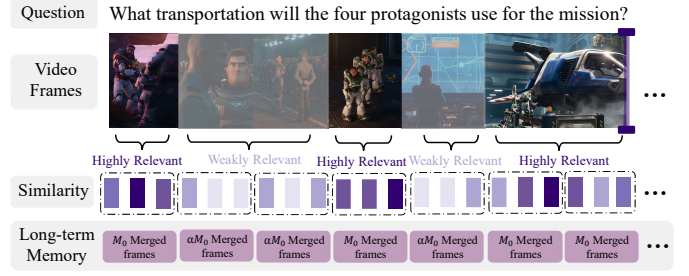 Question
What transportation will the four protagonists use for the mission?
Video
Frames
...
Highly Relevant
Weakly Relevant
Highly Relevant
Weakly Relevant
Highly Relevant
Similarity
...
Long-term
Memory
M₀ Merged
frames
αM₀ Merged
frames
αM₀ Merged
frames
M₀ Merged
frames
αM₀ Merged
frames
M₀ Merged
frames
M₀ Merged
frames
...